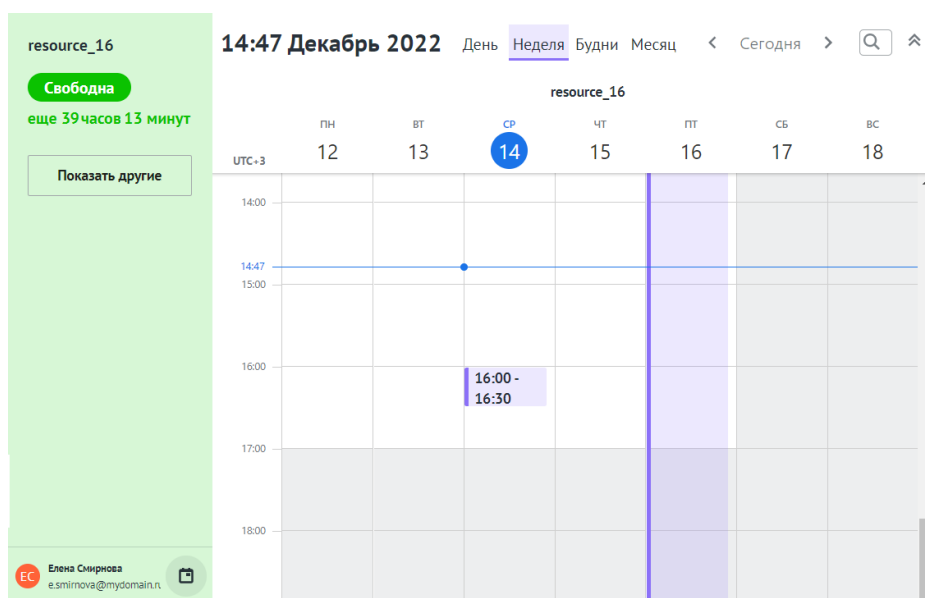 resource_16
Свободна
еще 39 часов 13 минут
Показать другие
14:47 Декабрь 2022 День Неделя Будни Месяц Сегодня
resource_16
UTC+3
ПН ВТ СР ЧТ ПТ СБ ВС
12 13 14 15 16 17 18
14:00
14:47
15:00
16:00
16:00 -
16:30
17:00
18:00
ЕС
Елена Смирнова
e.smirnova@mydomain.ru